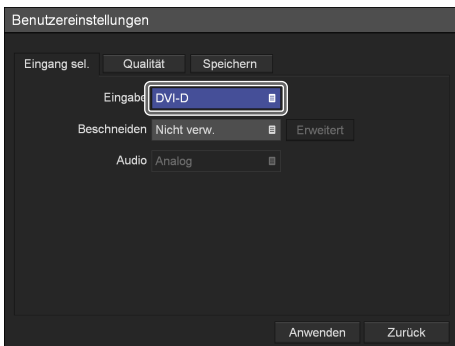 Benutzereinstellungen
Eingang sel. Qualität Speichern
Eingabe DVI-D
Beschneiden Nicht verw. Erweitert
Audio Analog
Anwenden Zurück